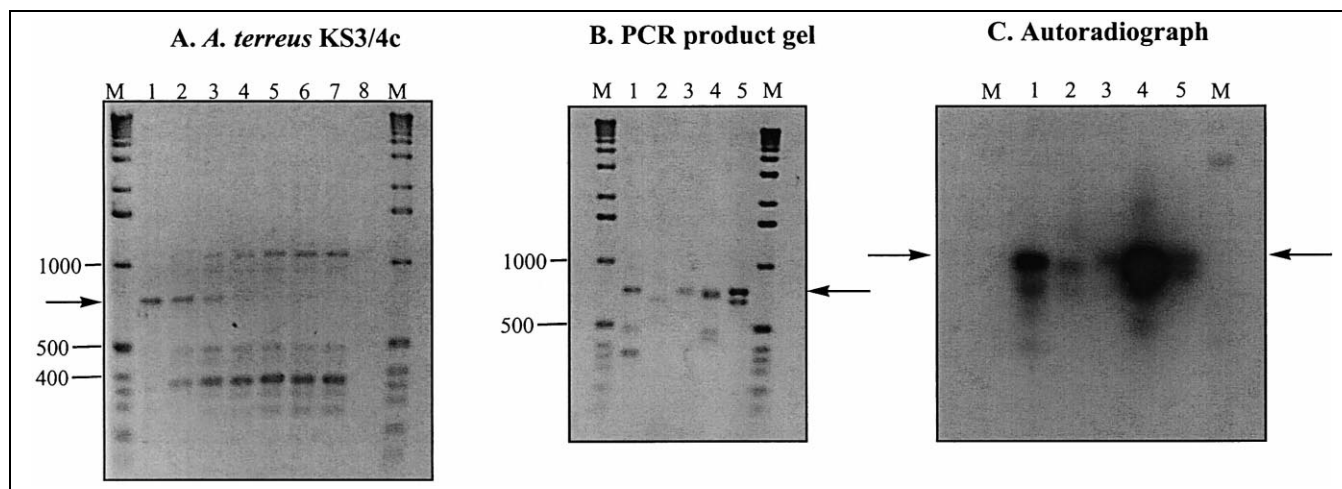 A. A. terreus KS3/4c
M 1 2 3 4 5 6 7 8 M
1000
500
400
B. PCR product gel
M 1 2 3 4 5 M
1000
500
C. Autoradiograph
M 1 2 3 4 5 M